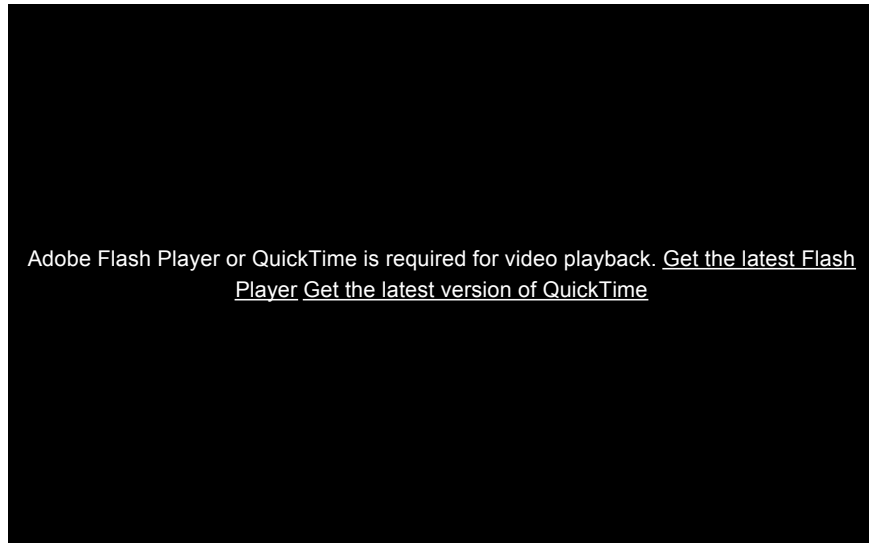 Adobe Flash Player or QuickTime is required for video playback. Get the latest Flash
Player Get the latest version of QuickTime